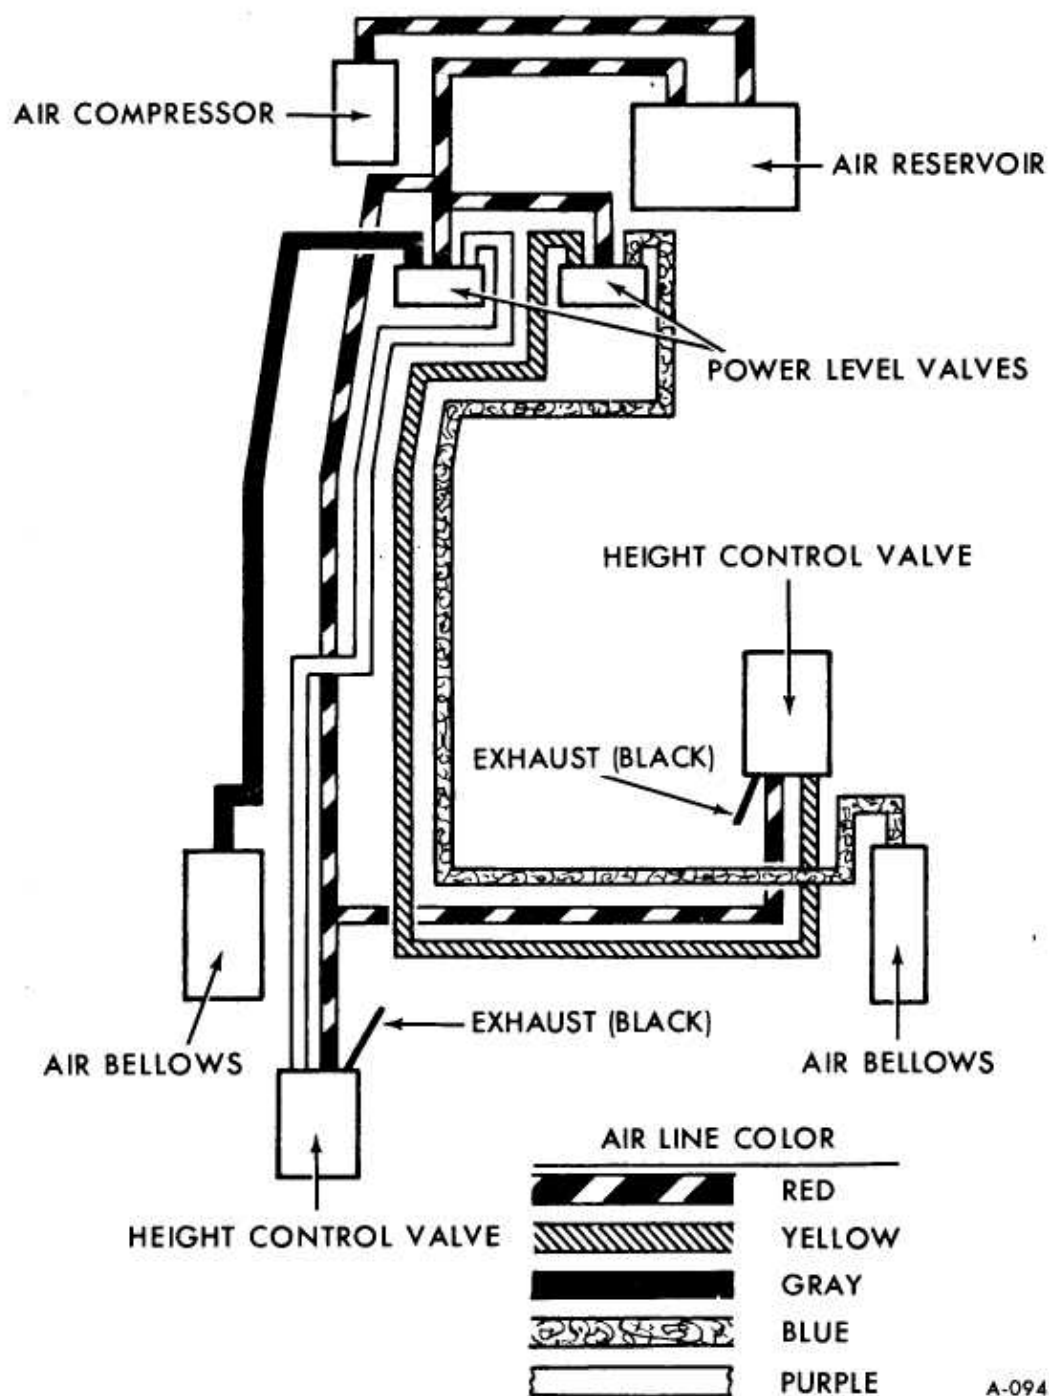 AIR COMPRESSOR
AIR RESERVOIR
POWER LEVEL VALVES
HEIGHT CONTROL VALVE
EXHAUST (BLACK)
EXHAUST (BLACK)
AIR BELLOWS
AIR BELLOWS
HEIGHT CONTROL VALVE
AIR LINE COLOR
RED
YELLOW
GRAY
BLUE
PURPLE
A-094